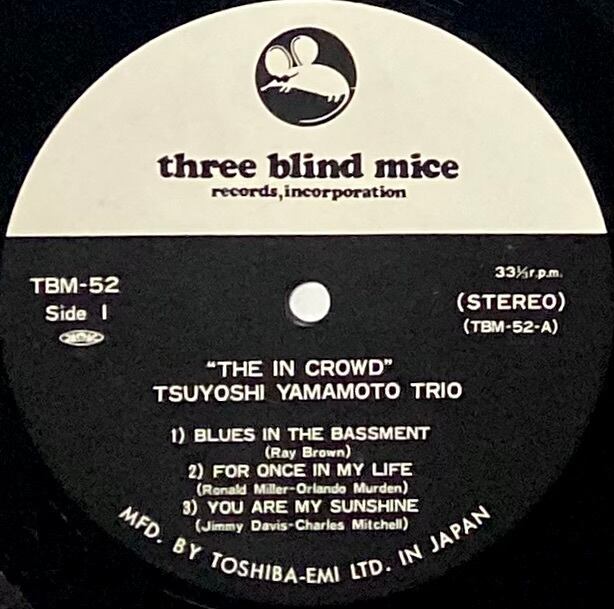 three blind mice
records, incorporation
TBM-52
Side 1
33⅓r.p.m.
(STEREO)
(TBM-52-A)
"THE IN CROWD"
TSUYOSHI YAMAMOTO TRIO
1) BLUES IN THE BASSMENT
(Ray Brown)
2) FOR ONCE IN MY LIFE
(Ronald Miller-Orlando Murden)
3) YOU ARE MY SUNSHINE
(Jimmy Davis-Charles Mitchell)
MFD. BY TOSHIBA-EMI LTD. IN JAPAN